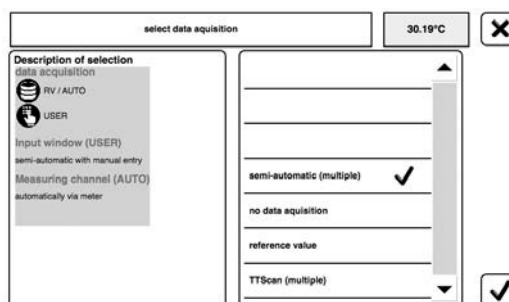 select data aquisition
30.19°C
Description of selection
data acquisition
RV / AUTO
USER
Input window (USER)
semi-automatic with manual entry
Measuring channel (AUTO)
automatically via meter
semi-automatic (multiple)
no data aquisition
reference value
TTScan (multiple)